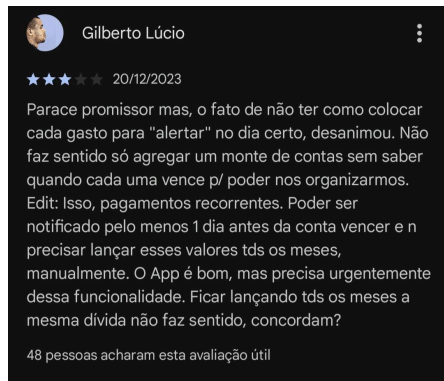 Gilberto Lúcio
20/12/2023
Parace promissor mas, o fato de não ter como colocar
cada gasto para "alertar" no dia certo, desanimou. Não
faz sentido só agregar um monte de contas sem saber
quando cada uma vence p/ poder nos organizarmos.
Edit: Isso, pagamentos recorrentes. Poder ser
notificado pelo menos 1 dia antes da conta vencer e n
precisar lançar esses valores tds os meses,
manualmente. O App é bom, mas precisa urgentemente
dessa funcionalidade. Ficar lançando tds os meses a
mesma dívida não faz sentido, concordam?
48 pessoas acharam esta avaliação útil